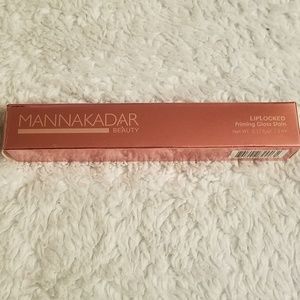 MANNAKADAR
BEAUTY
LIPLOCKED
Priming Gloss Stain